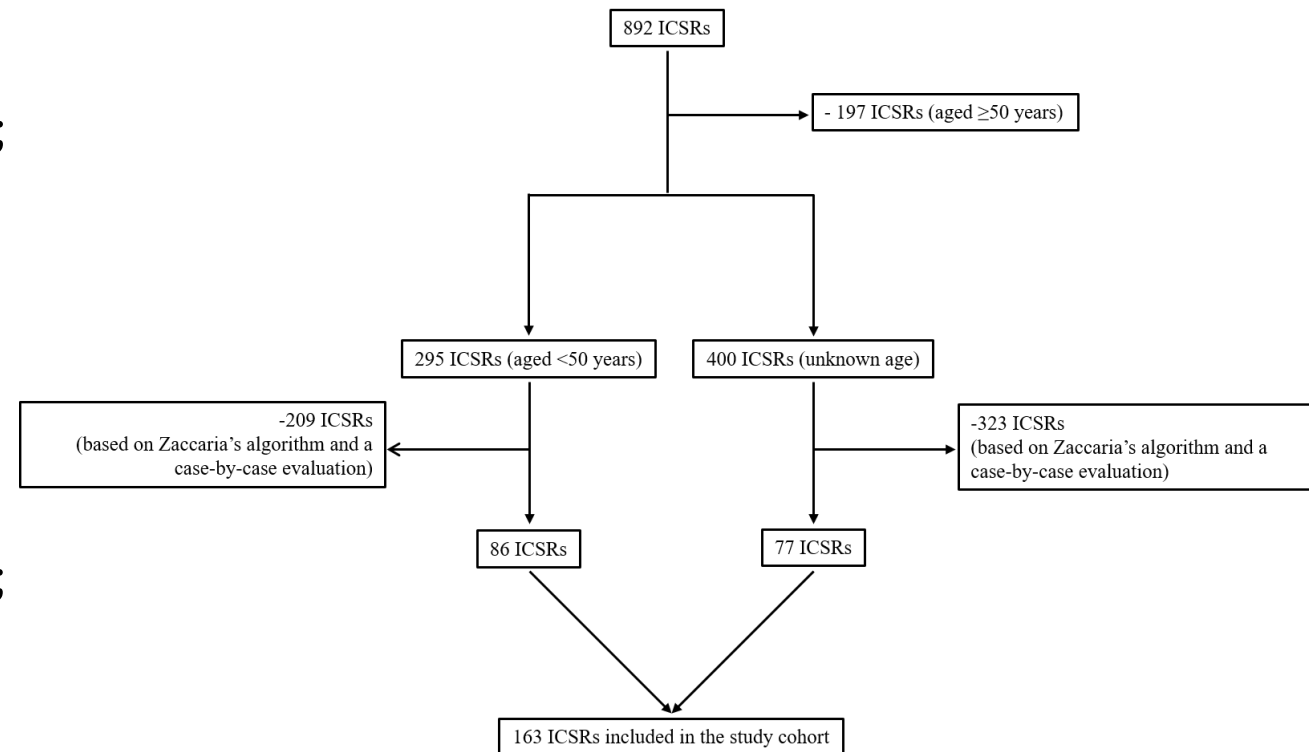 892 ICSRs
- 197 ICSRs (aged ≥50 years)
;
295 ICSRs (aged <50 years)
400 ICSRs (unknown age)
-209 ICSRs
(based on Zaccaria's algorithm and a
case-by-case evaluation)
-323 ICSRs
(based on Zaccaria's algorithm and a
case-by-case evaluation)
86 ICSRs
77 ICSRs
;
163 ICSRs included in the study cohort